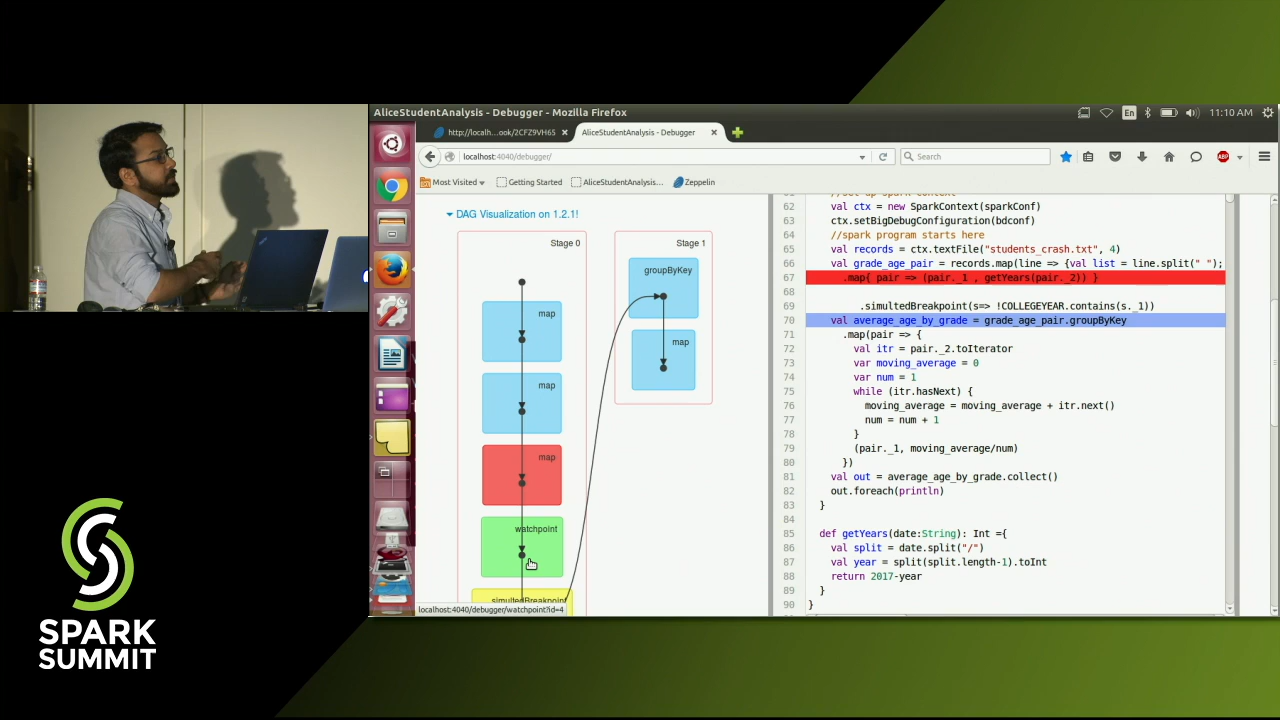 AliceStudentAnalysis - Debugger - Mozilla Firefox
En
11:10 AM
http://localh...ook/2CFZ9VH65
AliceStudentAnalysis - Debugger
localhost:4040/debugger/
Search
ABP
Most Visited
Getting Started
AliceStudentAnalysis...
Zeppelin
DAG Visualization on 1.2.1!
Stage 0
map
map
map
watchpoint
simultedBreakpoint
Stage 1
groupByKey
map
localhost:4040/debugger/watchpoint?id=4
62 val ctx = new SparkContext(sparkConf)
63 ctx.setBigDebugConfiguration(bdconf)
64 //spark program starts here
65 val records = ctx.textFile("students_crash.txt", 4)
66 val grade_age_pair = records.map(line => {val list = line.split(" ");
67 .map{ pair => (pair._1 , getYears(pair._2)) }
68
69 .simultedBreakpoint(s=> !COLLEGEYEAR.contains(s._1))
70 val average_age_by_grade = grade_age_pair.groupByKey
71 .map(pair => {
72 val itr = pair._2.toIterator
73 var moving_average = 0
74 var num = 1
75 while (itr.hasNext) {
76 moving_average = moving_average + itr.next()
77 num = num + 1
78 }
79 (pair._1, moving_average/num)
80 })
81 val out = average_age_by_grade.collect()
82 out.foreach(println)
83 }
84
85 def getYears(date:String): Int ={
86 val split = date.split("/")
87 val year = split(split.length-1).toInt
88 return 2017-year
89 }
90 }
SPARK
SUMMIT